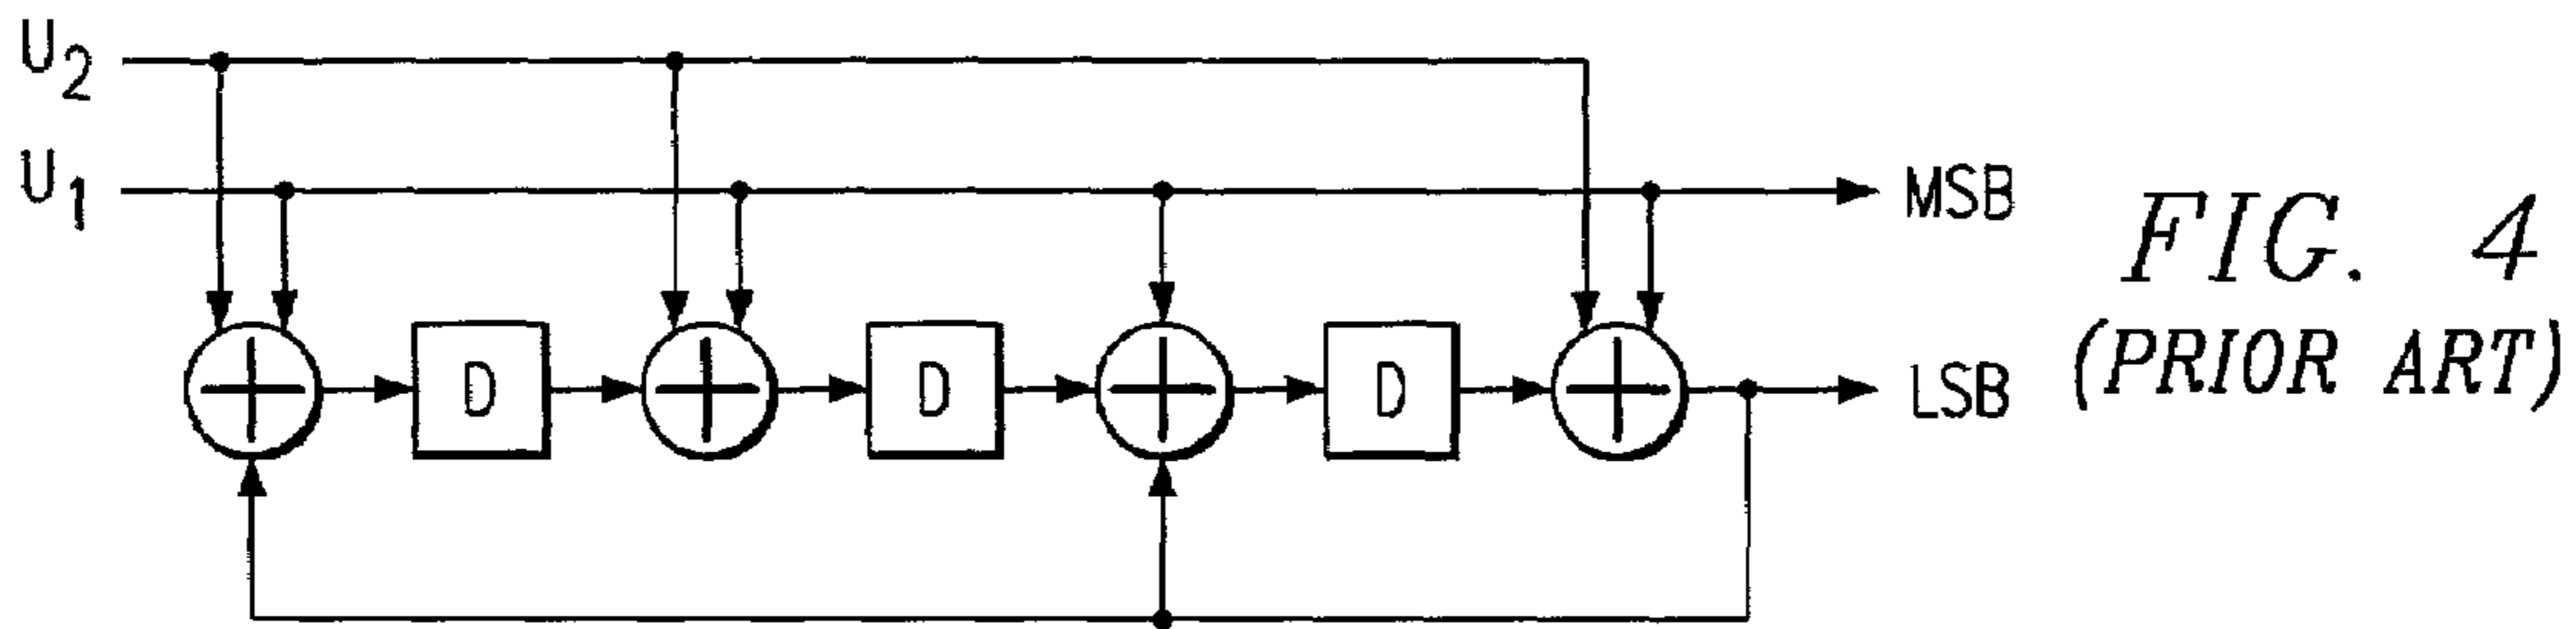 U2
U1
MSB
D
D
D
LSB
FIG. 4
(PRIOR ART)